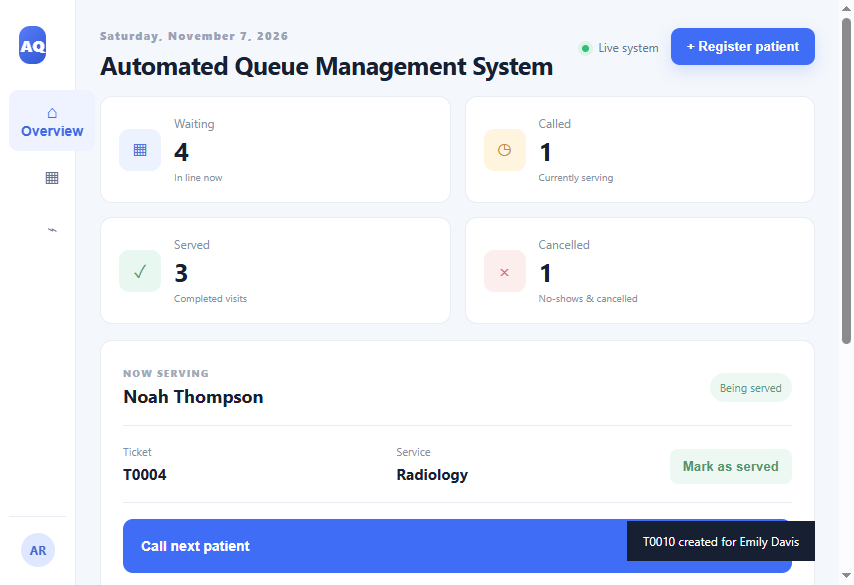 AQ
Overview
AR
Saturday, November 7, 2026
Automated Queue Management System
Live system
+ Register patient
Waiting
4
In line now
Called
1
Currently serving
Served
3
Completed visits
Cancelled
1
No-shows & cancelled
NOW SERVING
Noah Thompson
Being served
Ticket
T0004
Service
Radiology
Mark as served
Call next patient
T0010 created for Emily Davis